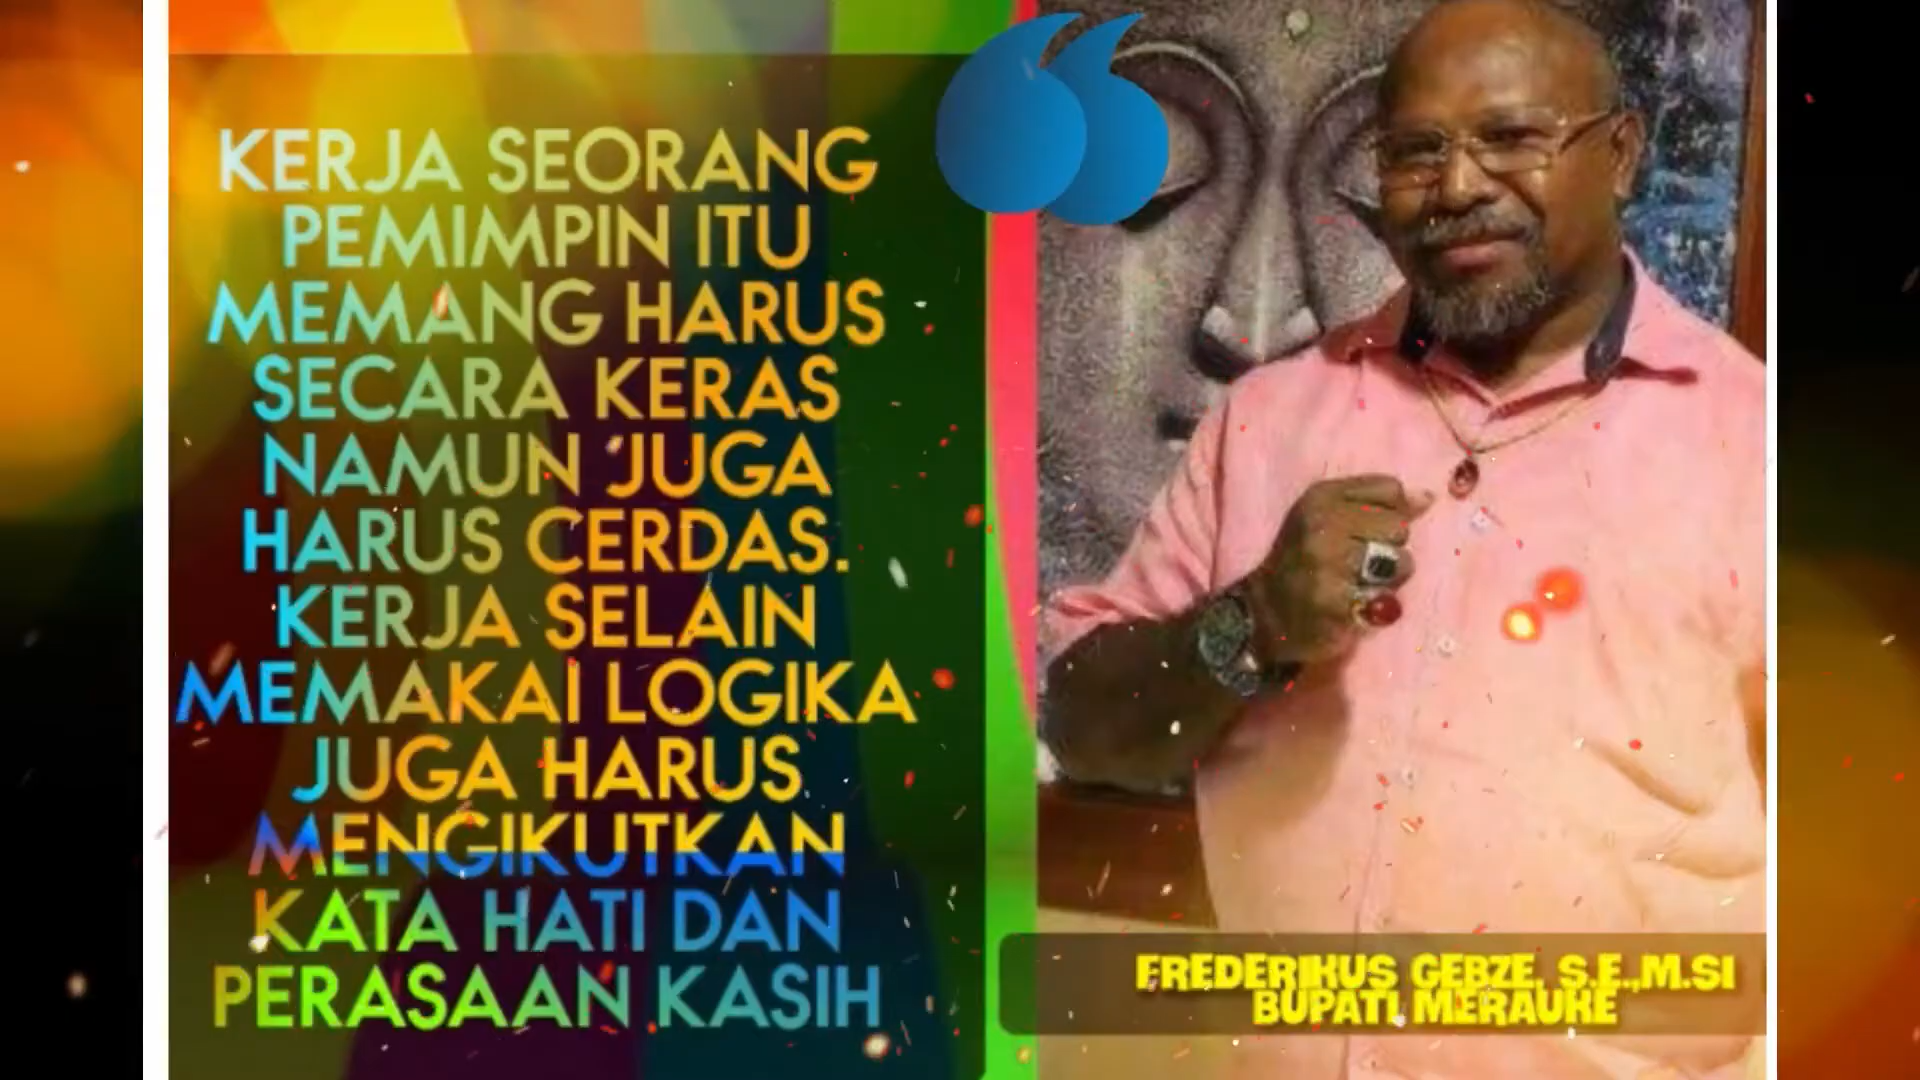 KERJA SEORANG
PEMIMPIN ITU
MEMANG HARUS
SECARA KERAS
NAMUN JUGA
HARUS CERDAS.
KERJA SELAIN
MEMAKAI LOGIKA
JUGA HARUS
MENGIKUTKAN
KATA HATI DAN
PERASAAN KASIH
FREDERIKUS GEBZE, S.E.,M.SI
BUPATI MERAUKE